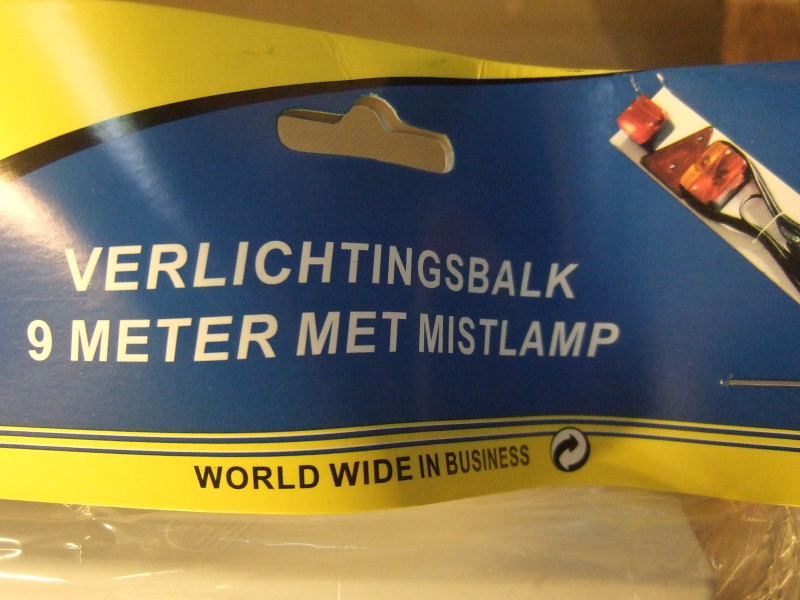 VERLICHTINGSBALK
9 METER MET MISTLAMP
WORLD WIDE IN BUSINESS